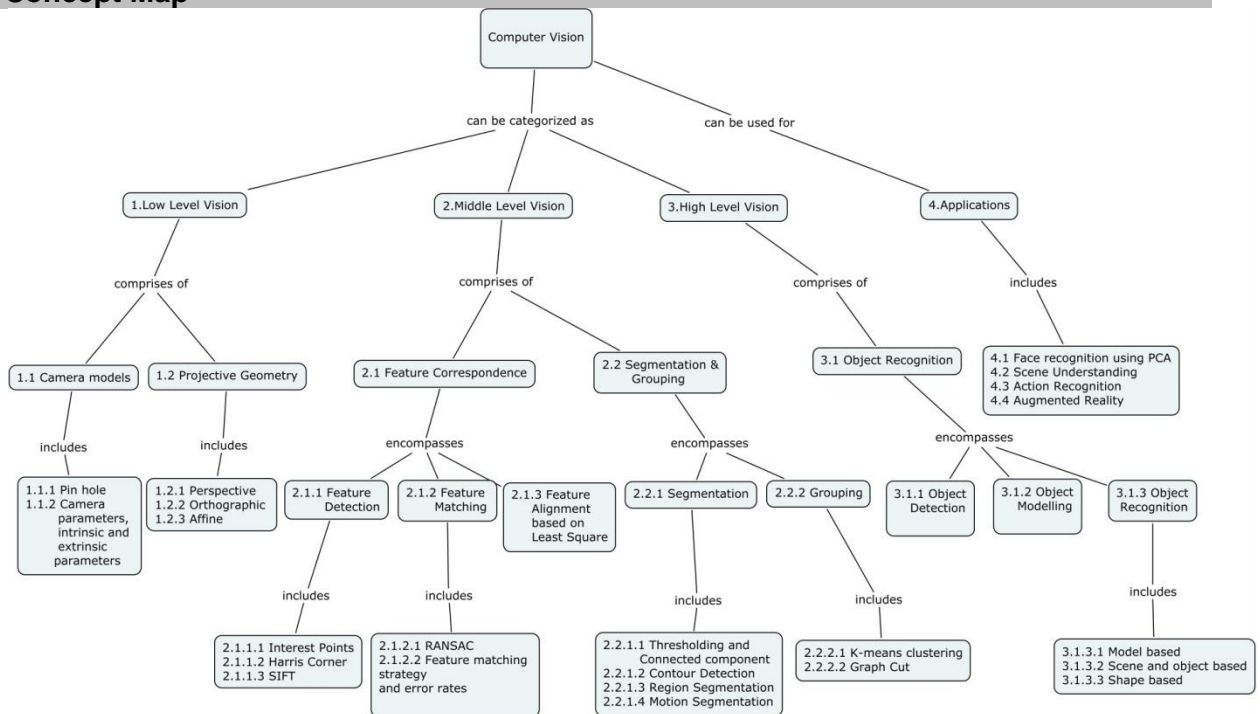 Concept Map
Computer Vision
can be categorized as
can be used for
1.Low Level Vision
2.Middle Level Vision
3.High Level Vision
4.Applications
comprises of
comprises of
comprises of
includes
1.1 Camera models
1.2 Projective Geometry
2.1 Feature Correspondence
2.2 Segmentation &
Grouping
3.1 Object Recognition
4.1 Face recognition using PCA
4.2 Scene Understanding
4.3 Action Recognition
4.4 Augmented Reality
includes
includes
encompasses
encompasses
encompasses
1.1.1 Pin hole
1.1.2 Camera
parameters,
intrinsic and
extrinsic
parameters
1.2.1 Perspective
1.2.2 Orthographic
1.2.3 Affine
2.1.1 Feature
Detection
2.1.2 Feature
Matching
2.1.3 Feature
Alignment
based on
Least Square
2.2.1 Segmentation
2.2.2 Grouping
3.1.1 Object
Detection
3.1.2 Object
Modelling
3.1.3 Object
Recognition
includes
includes
includes
includes
includes
2.1.1.1 Interest Points
2.1.1.2 Harris Corner
2.1.1.3 SIFT
2.1.2.1 RANSAC
2.1.2.2 Feature matching
strategy
and error rates
2.2.1.1 Thresholding and
Connected component
2.2.1.2 Contour Detection
2.2.1.3 Region Segmentation
2.2.1.4 Motion Segmentation
2.2.2.1 K-means clustering
2.2.2.2 Graph Cut
3.1.3.1 Model based
3.1.3.2 Scene and object based
3.1.3.3 Shape based